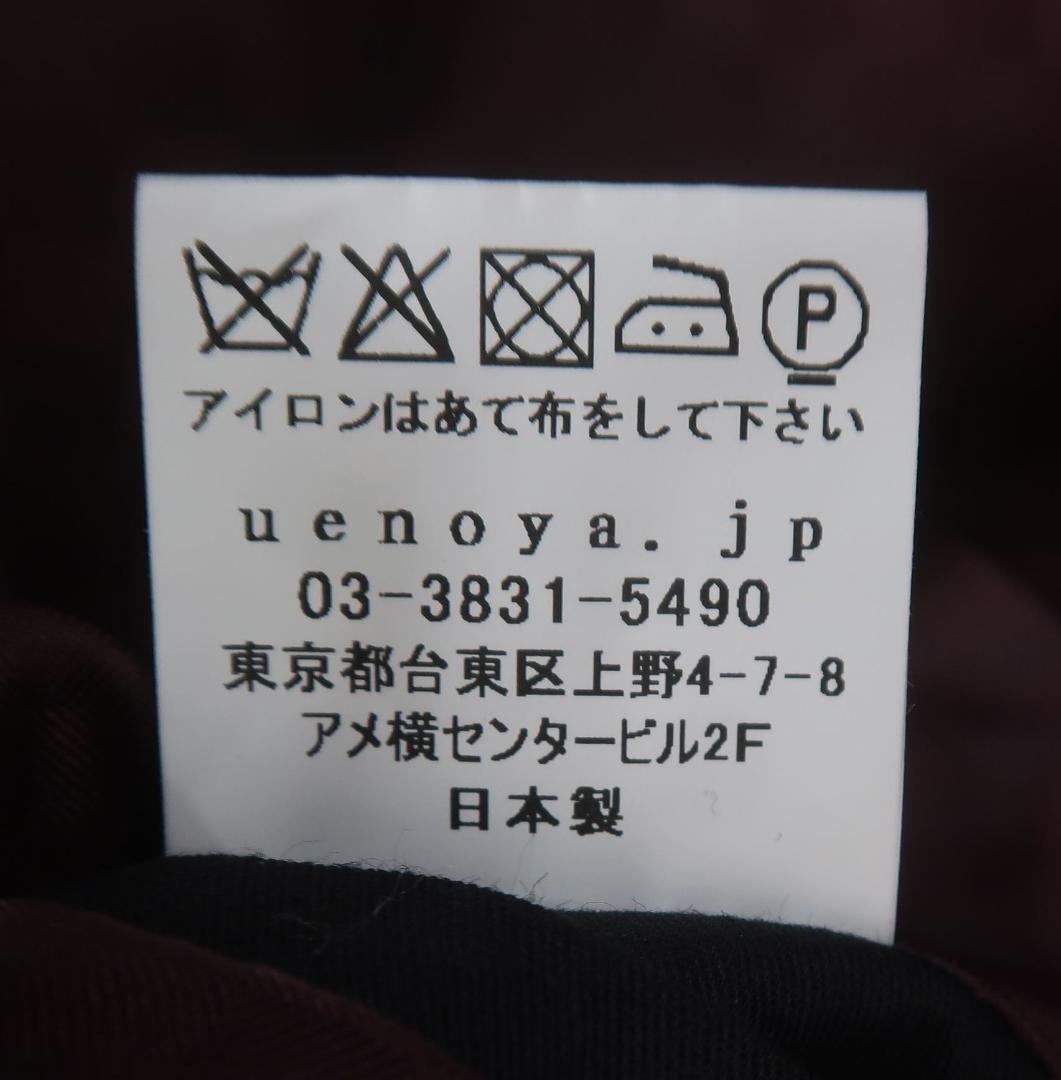 P
アイロンはあて布をして下さい
uenoya.jp
03-3831-5490
東京都台東区上野4-7-8
アメ横センタービル2F
日本製